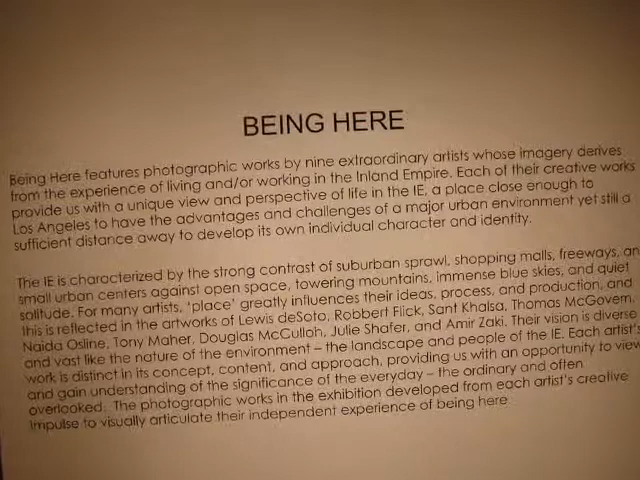 BEING HERE
Being Here features photographic works by nine extraordinary artists whose imagery derives
from the experience of living and/or working in the Inland Empire. Each of their creative works
provide us with a unique view and perspective of life in the IE, a place close enough to
Los Angeles to have the advantages and challenges of a major urban environment yet still a
sufficient distance away to develop its own individual character and identity.
The IE is characterized by the strong contrast of suburban sprawl, shopping malls, freeways, an
small urban centers against open space, towering mountains, immense blue skies, and quiet
solitude. For many artists, ‘place’ greatly influences their ideas, process, and production, and
this is reflected in the artworks of Lewis deSoto, Robbert Flick, Sant Khalsa, Thomas McGovern,
Naida Osline, Tony Maher, Douglas McCulloh, Julie Shafer, and Amir Zaki. Their vision is diverse
and vast like the nature of the environment – the landscape and people of the IE. Each artist’s
work is distinct in its concept, content, and approach, providing us with an opportunity to view
and gain understanding of the significance of the everyday – the ordinary and often
overlooked. The photographic works in the exhibition developed from each artist’s creative
impulse to visually articulate their independent experience of being here